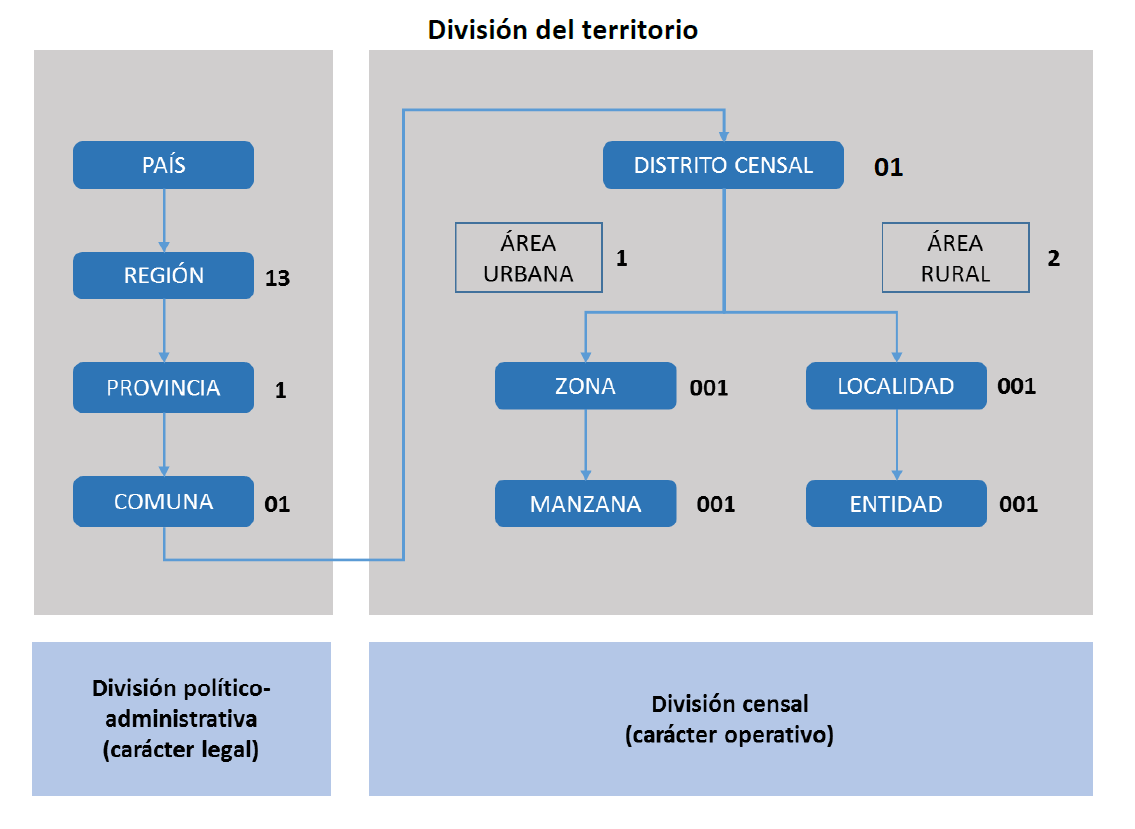 División del territorio
PAÍS
REGIÓN
13
PROVINCIA
1
COMUNA
01
DISTRITO CENSAL
01
ÁREA
URBANA
1
ÁREA
RURAL
2
ZONA
001
LOCALIDAD
001
MANZANA
001
ENTIDAD
001
División político-
administrativa
(carácter legal)
División censal
(carácter operativo)